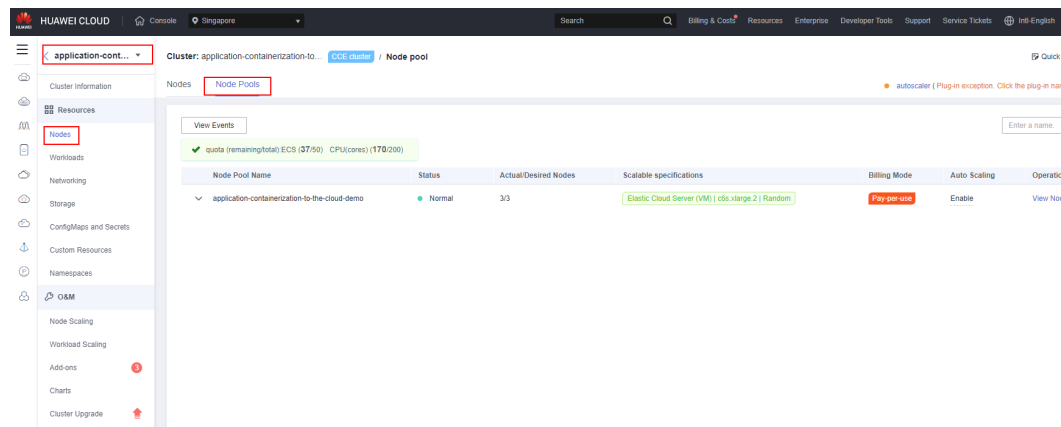 HUAWEI HUAWEI CLOUD Console Singapore Search Billing & Costs Resources Enterprise Developer Tools Support Service Tickets Intl-English
application-cont...
Cluster: application-containerization-to... CCE cluster / Node pool Quick
Cluster Information
Nodes Node Pools autoscaler ( Plug-in exception. Click the plug-in nam
Resources
View Events Enter a name.
Nodes
quota (remaining/total):ECS (37/50) CPU(cores) (170/200)
Workloads
Node Pool Name Status Actual/Desired Nodes Scalable specifications Billing Mode Auto Scaling Operatio
Networking
application-containerization-to-the-cloud-demo Normal 3/3 Elastic Cloud Server (VM) | c6s.xlarge.2 | Random Pay-per-use Enable View Nod
Storage
ConfigMaps and Secrets
Custom Resources
Namespaces
O&M
Node Scaling
Workload Scaling
Add-ons 3
Charts
Cluster Upgrade